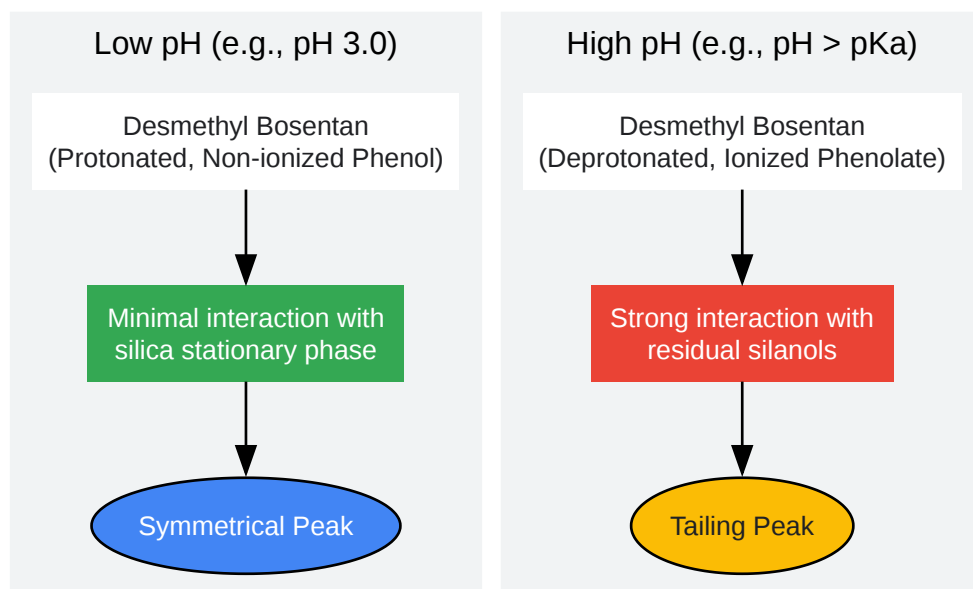 Low pH (e.g., pH 3.0)
Desmethyl Bosentan
(Protonated, Non-ionized Phenol)
Minimal interaction with
silica stationary phase
Symmetrical Peak
High pH (e.g., pH > pKa)
Desmethyl Bosentan
(Deprotonated, Ionized Phenolate)
Strong interaction with
residual silanols
Tailing Peak